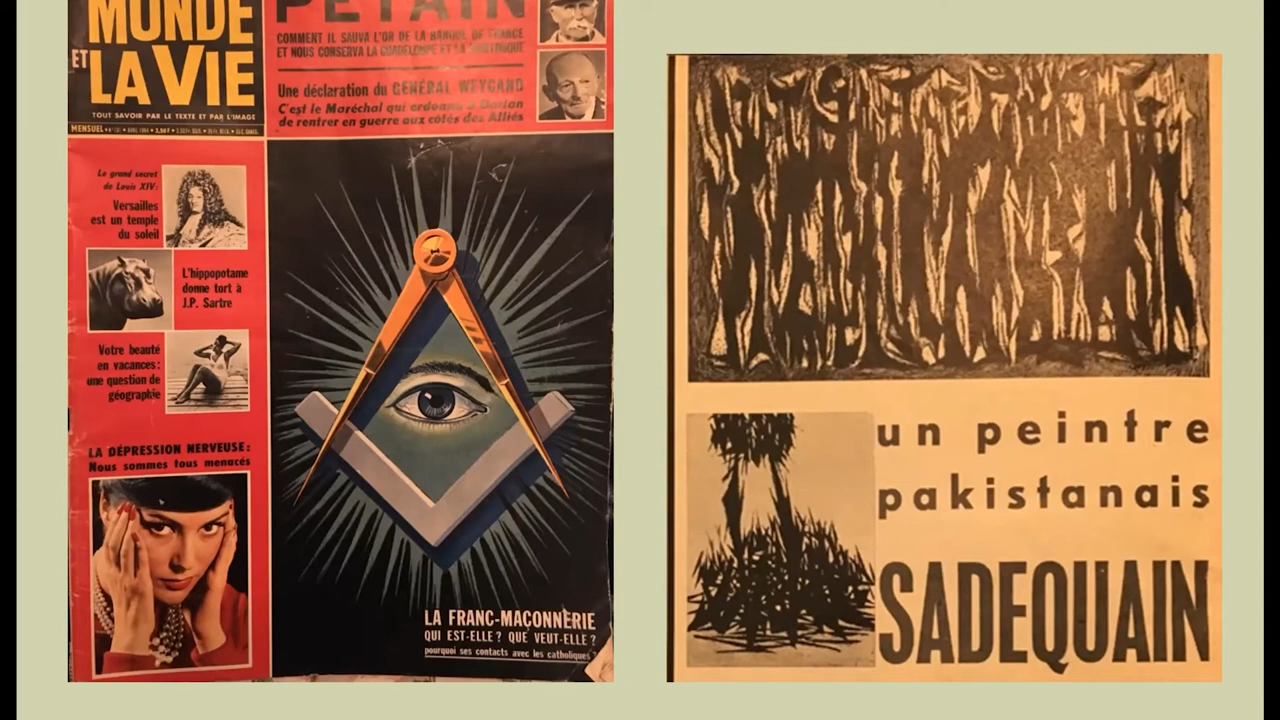 MONDE
ET LA VIE
TOUT SAVOIR PAR LE TEXTE ET PAR L'IMAGE
MENSUEL
PÉTAIN
COMMENT IL SAUVA L'OR DE LA BANQUE DE FRANCE
ET NOUS CONSERVA LA GUADELOUPE ET LA MARTINIQUE
Une déclaration du GÉNÉRAL WEYGAND
C'est le Maréchal qui ordonna à Darlan
de rentrer en guerre aux côtés des Alliés
Le grand secret
de Louis XIV:
Versailles
est un temple
du soleil
L'hippopotame
donne tort à
J.P. Sartre
Votre beauté
en vacances:
une question de
géographie
LA DÉPRESSION NERVEUSE:
Nous sommes tous menacés
LA FRANC-MAÇONNERIE
QUI EST-ELLE? QUE VEUT-ELLE?
pourquoi ses contacts avec les catholiques?
un peintre
pakistanais
SADEQUAIN